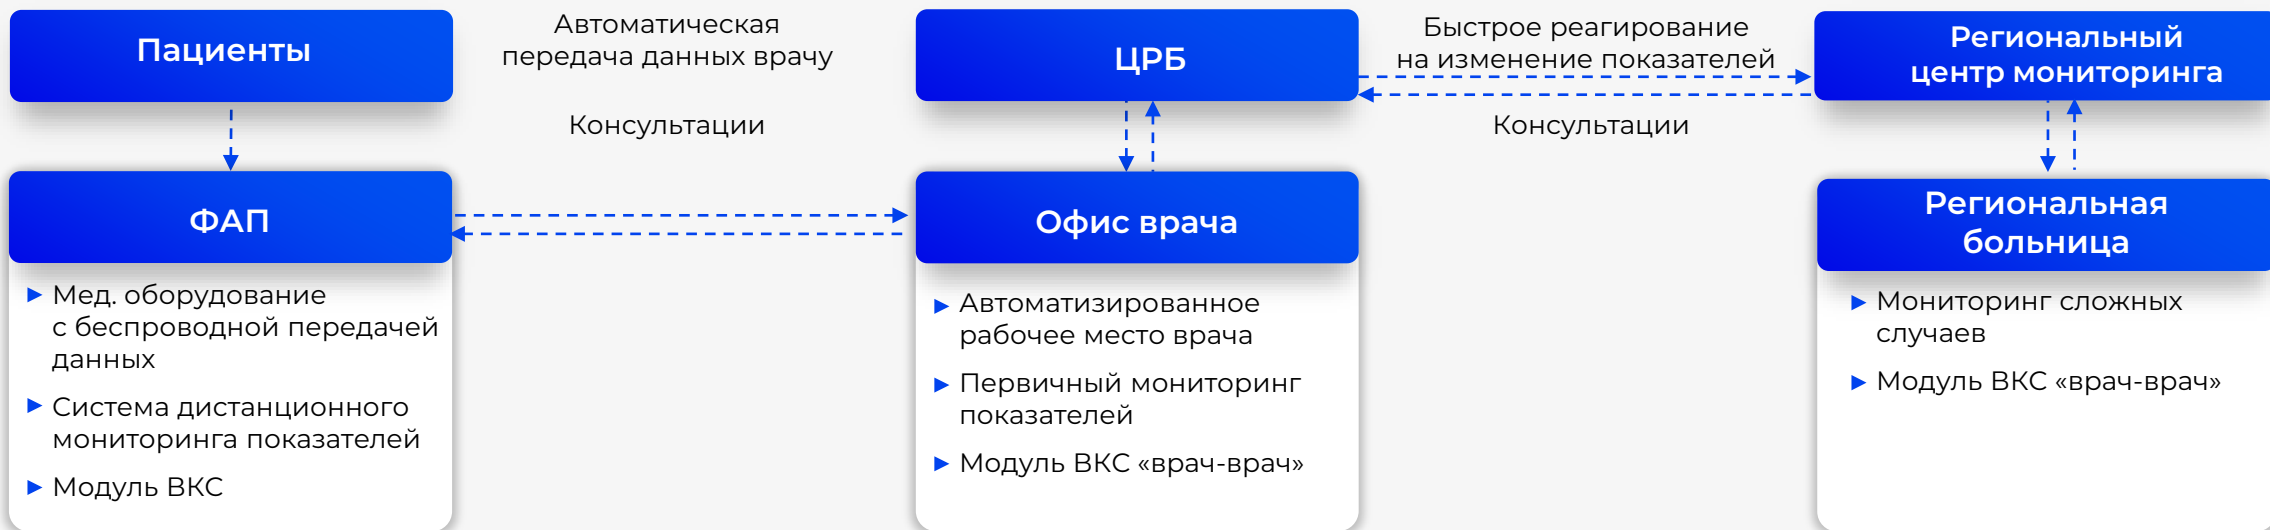 Пациенты
Автоматическая
передача данных врачу
Консультации
ЦРБ
Быстрое реагирование
на изменение показателей
Консультации
Региональный
центр мониторинга
ФАП
Мед. оборудование
с беспроводной передачей
данных
Система дистанционного
мониторинга показателей
Модуль ВКС
Офис врача
Автоматизированное
рабочее место врача
Первичный мониторинг
показателей
Модуль ВКС «врач-врач»
Региональная
больница
Мониторинг сложных
случаев
Модуль ВКС «врач-врач»